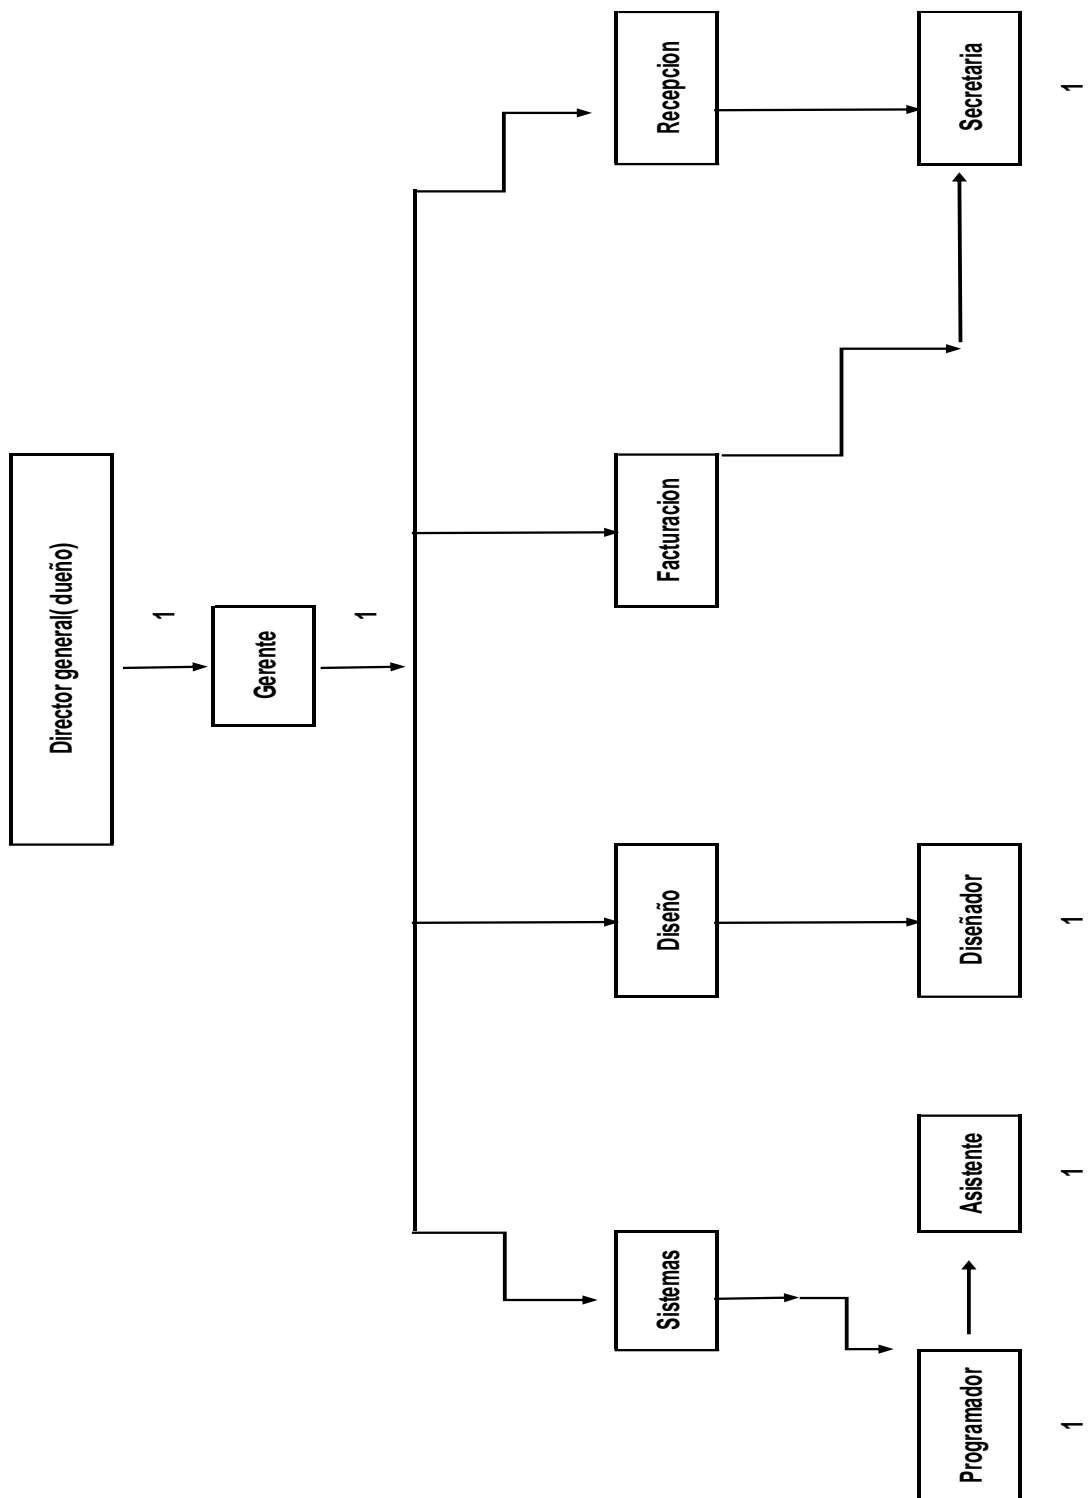 Director general( dueño)
1
Gerente
1
Sistemas
Diseño
Facturacion
Recepcion
Programador
Asistente
Diseñador
Secretaria
1
1
1
1